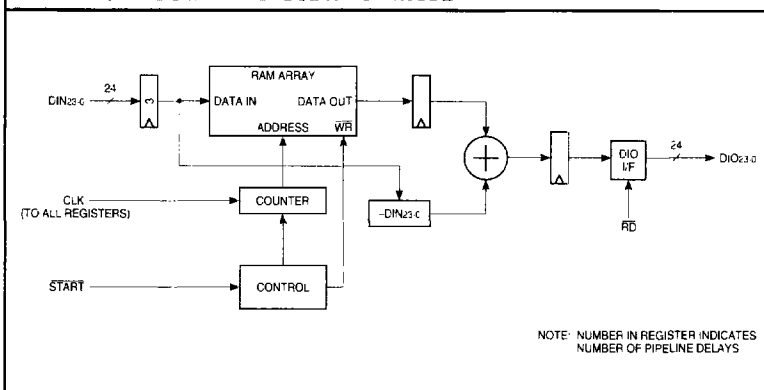 RAM ARRAY
24
DIN23-0
3
DATA IN
DATA OUT
ADDRESS
WR
24
DIO
I/F
DIO23-0
CLK
(TO ALL REGISTERS)
COUNTER
-DIN23-0
RD
START
CONTROL
NOTE: NUMBER IN REGISTER INDICATES
NUMBER OF PIPELINE DELAYS